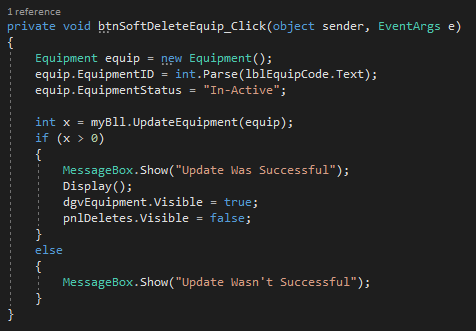 1 reference
private void btnSoftDeleteEquip_Click(object sender, EventArgs e)
{
    Equipment equip = new Equipment();
    equip.EquipmentID = int.Parse(lblEquipCode.Text);
    equip.EquipmentStatus = "In-Active";

    int x = myBll.UpdateEquipment(equip);
    if (x > 0)
    {
        MessageBox.Show("Update Was Successful");
        Display();
        dgvEquipment.Visible = true;
        pnlDeletes.Visible = false;
    }
    else
    {
        MessageBox.Show("Update Wasn't Successful");
    }
}